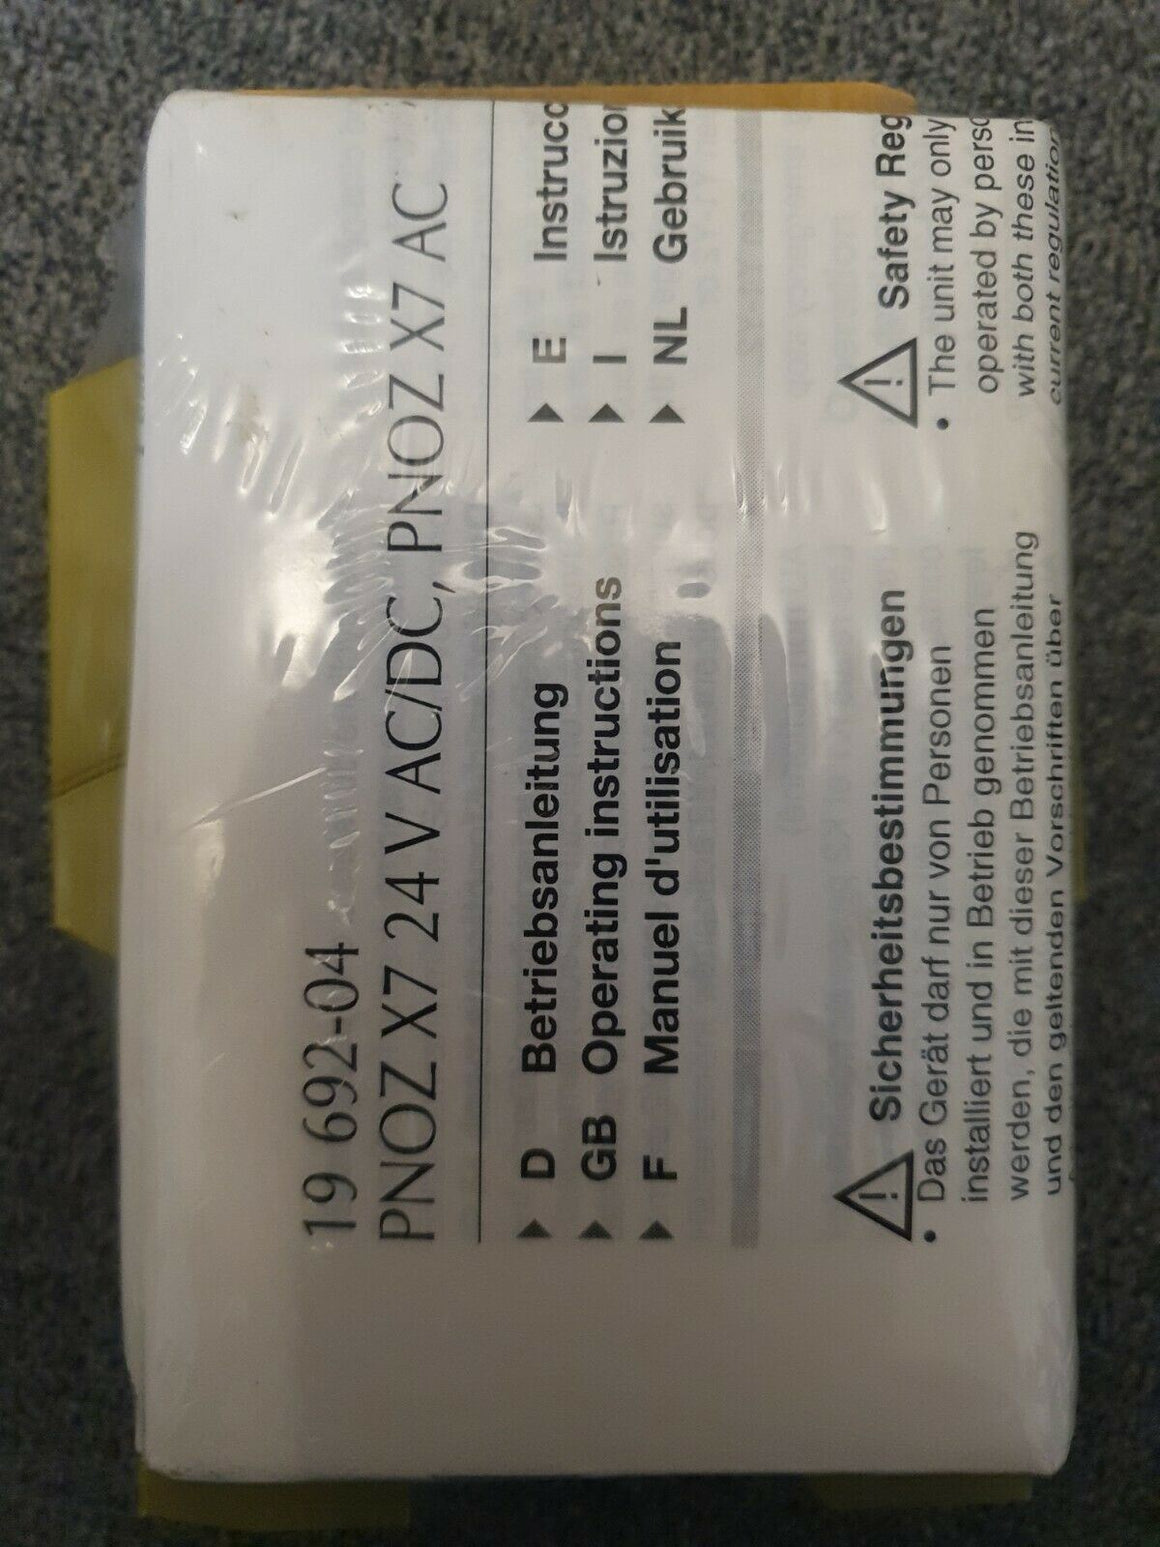 19 692-04
PNOZ X7 24 V AC/DC, PNOZ X7 AC
D Betriebsanleitung
GB Operating instructions
F Manuel d'utilisation
E Instrucc
I Istruzion
NL Gebruik
Sicherheitsbestimmungen
• Das Gerät darf nur von Personen
installiert und in Betrieb genommen
werden, die mit dieser Betriebsanleitung
und den geltenden Vorschriften über
Safety Reg
• The unit may only
operated by perso
with both these in
current regulation